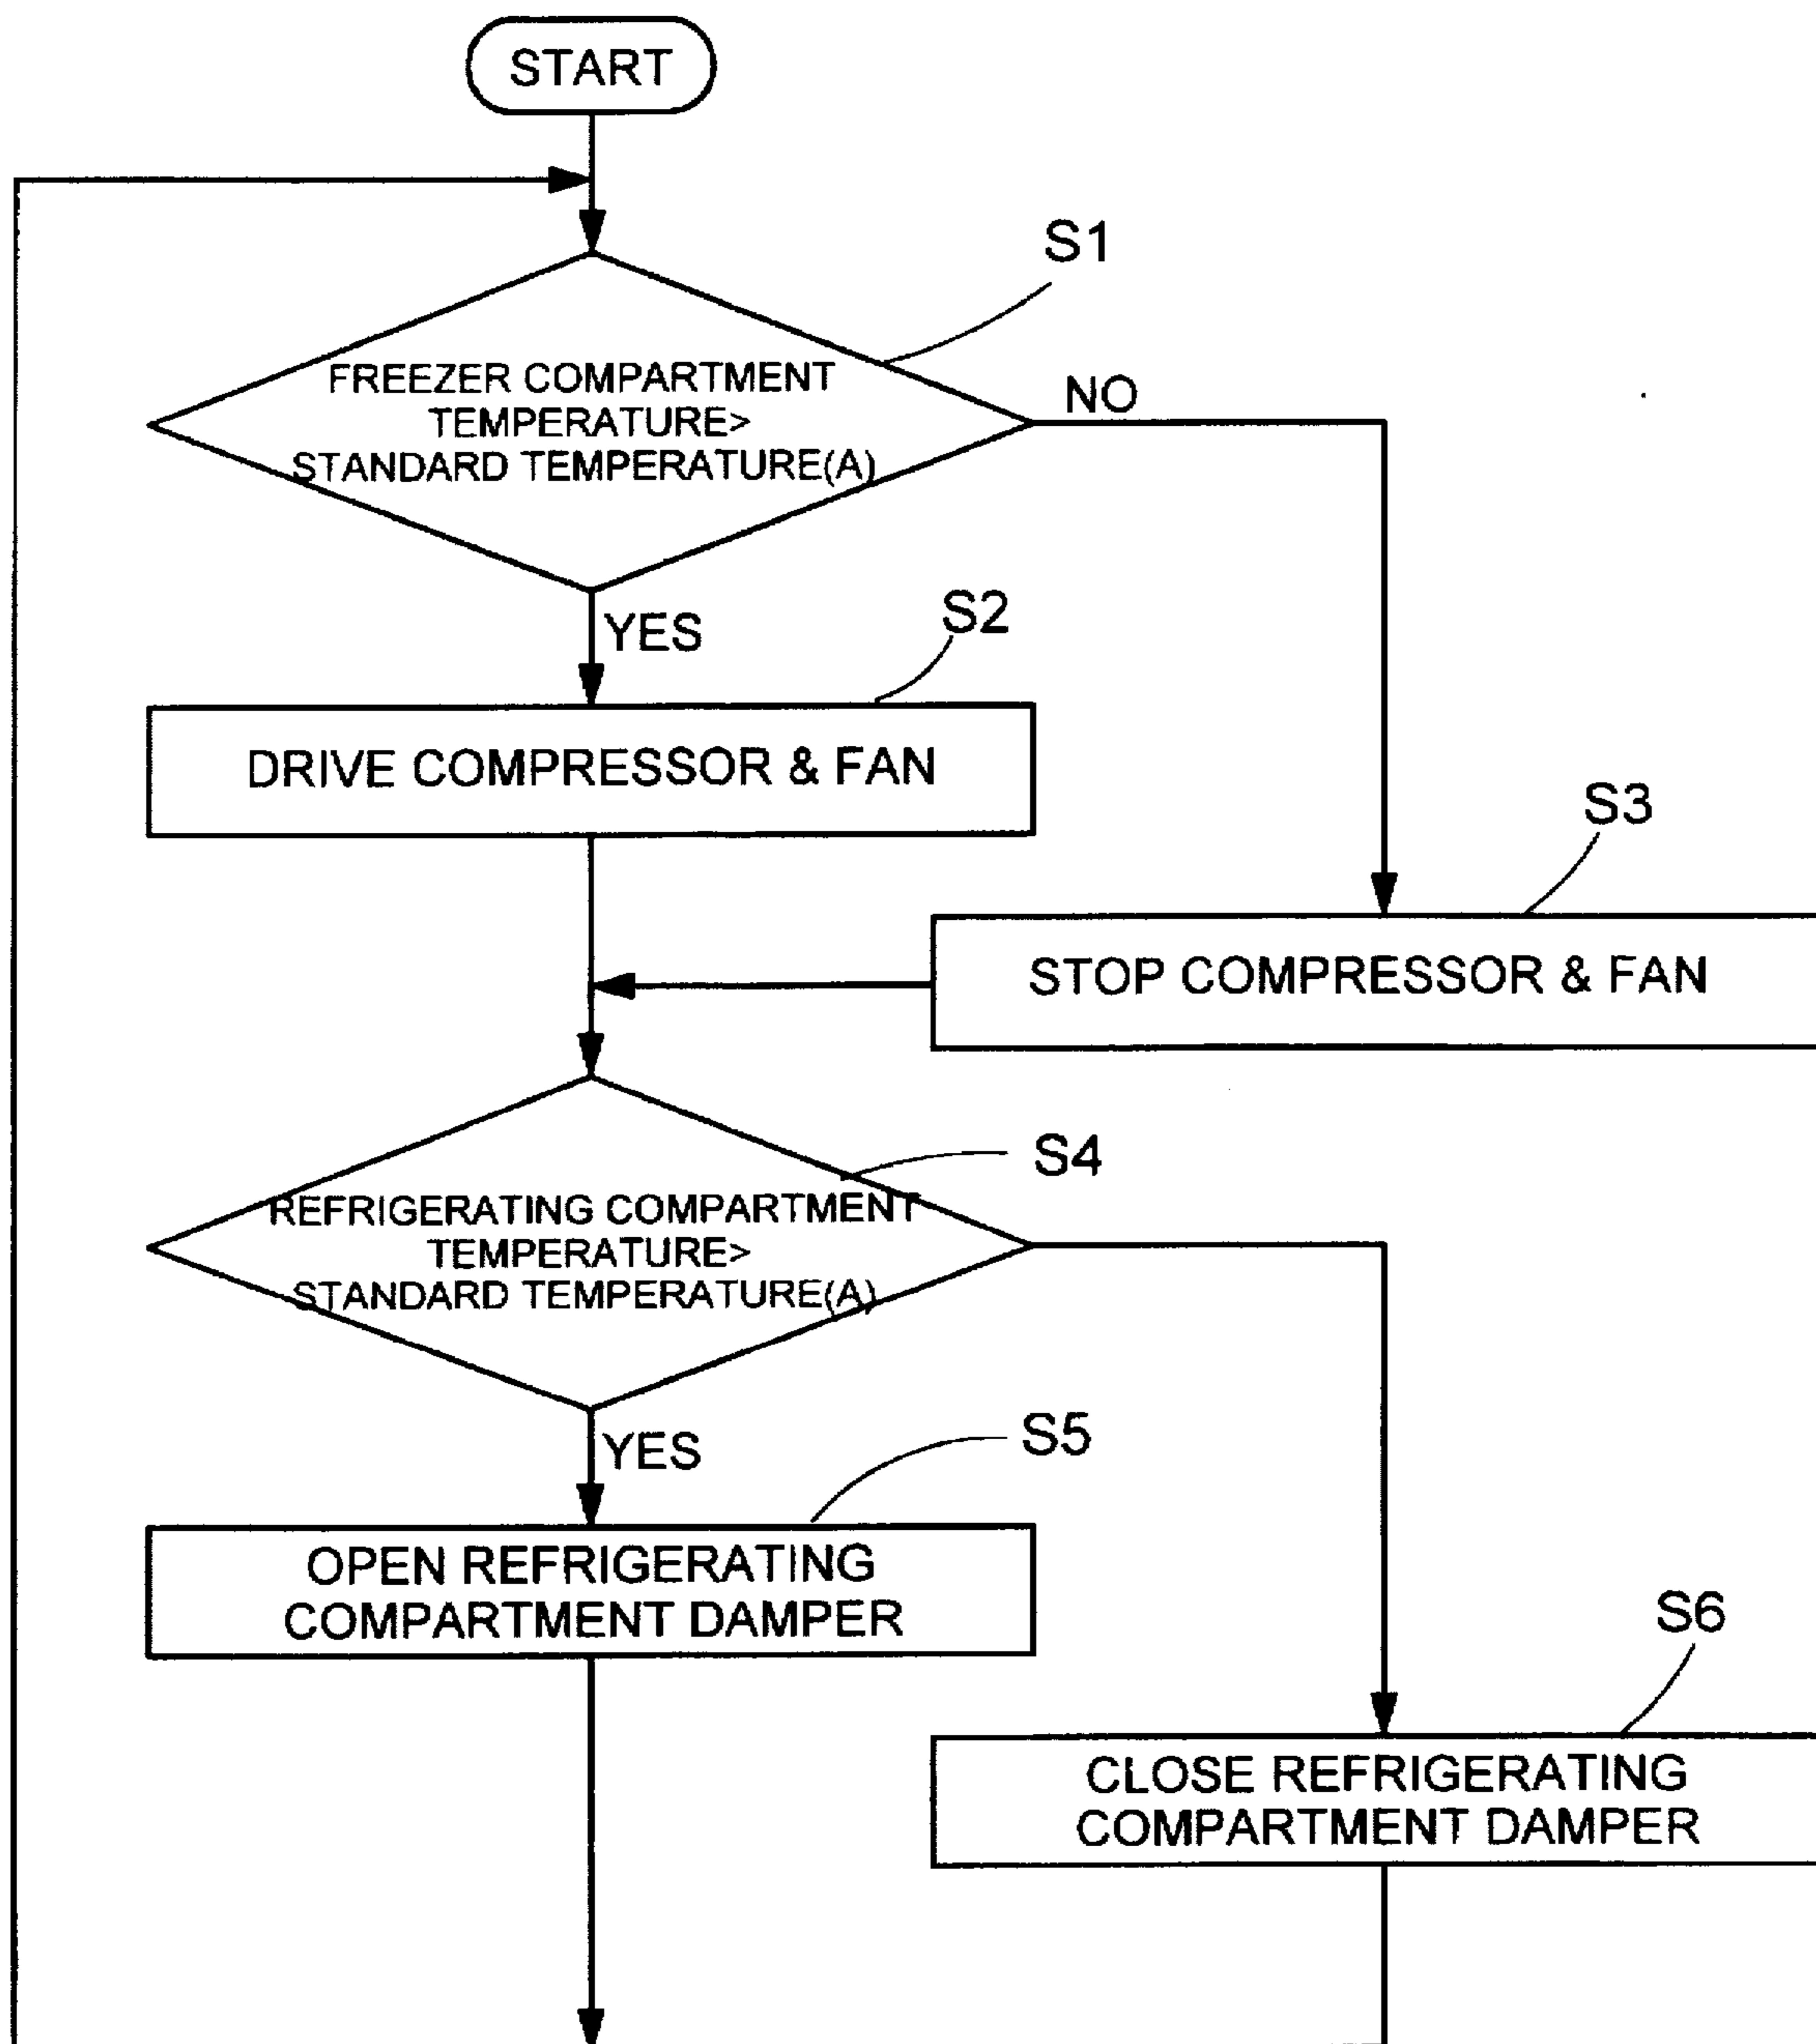 START
S1
FREEZER COMPARTMENT
TEMPERATURE>
STANDARD TEMPERATURE(A)
NO
YES
S2
DRIVE COMPRESSOR & FAN
S3
STOP COMPRESSOR & FAN
S4
REFRIGERATING COMPARTMENT
TEMPERATURE>
STANDARD TEMPERATURE(A)
YES
S5
OPEN REFRIGERATING
COMPARTMENT DAMPER
S6
CLOSE REFRIGERATING
COMPARTMENT DAMPER